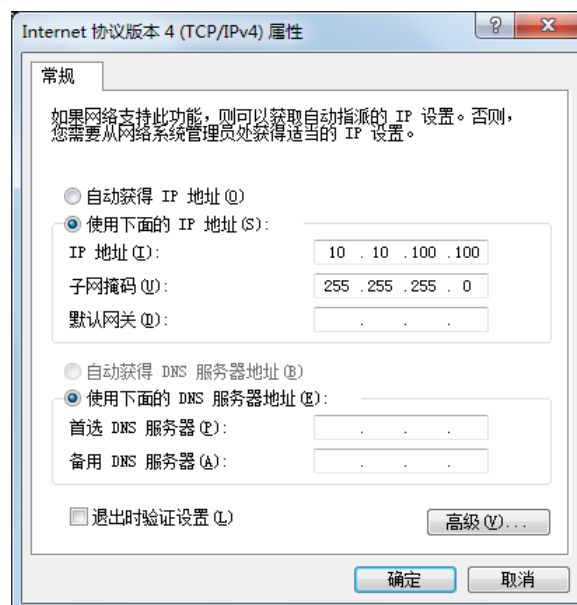 Internet 协议版本 4 (TCP/IPv4) 属性
常规
如果网络支持此功能，则可以获取自动指派的 IP 设置。否则，
您需要从网络系统管理员处获得适当的 IP 设置。
自动获得 IP 地址(O)
使用下面的 IP 地址(S):
IP 地址(I): 10 . 10 .100 .100
子网掩码(U): 255 .255 .255 . 0
默认网关(D): . . .
自动获得 DNS 服务器地址(B)
使用下面的 DNS 服务器地址(E):
首选 DNS 服务器(P): . . .
备用 DNS 服务器(A): . . .
退出时验证设置(L)
高级(V)...
确定 取消